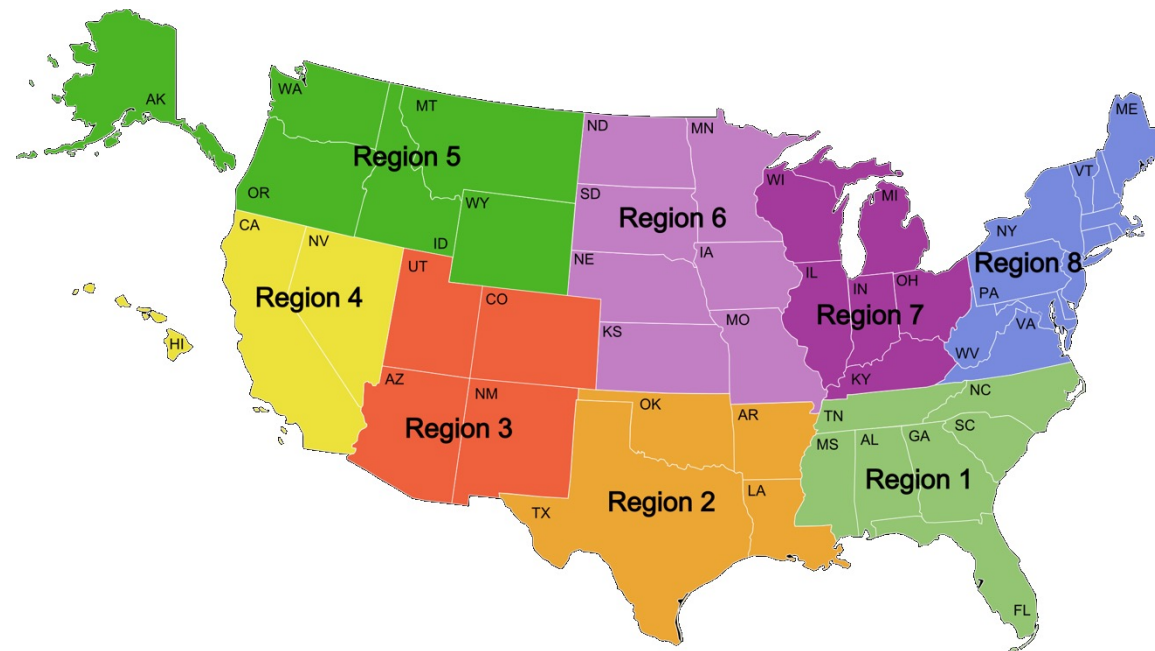 AK
WA
MT
Region 5
OR
WY
ID
CA
NV
Region 4
HI
UT
CO
AZ
NM
Region 3
ND
MN
SD
Region 6
NE
IA
KS
MO
WI
MI
IL
IN
OH
Region 7
KY
ME
VT
NY
Region 8
PA
VA
WV
OK
AR
Region 2
LA
TX
TN
NC
MS
AL
GA
SC
Region 1
FL